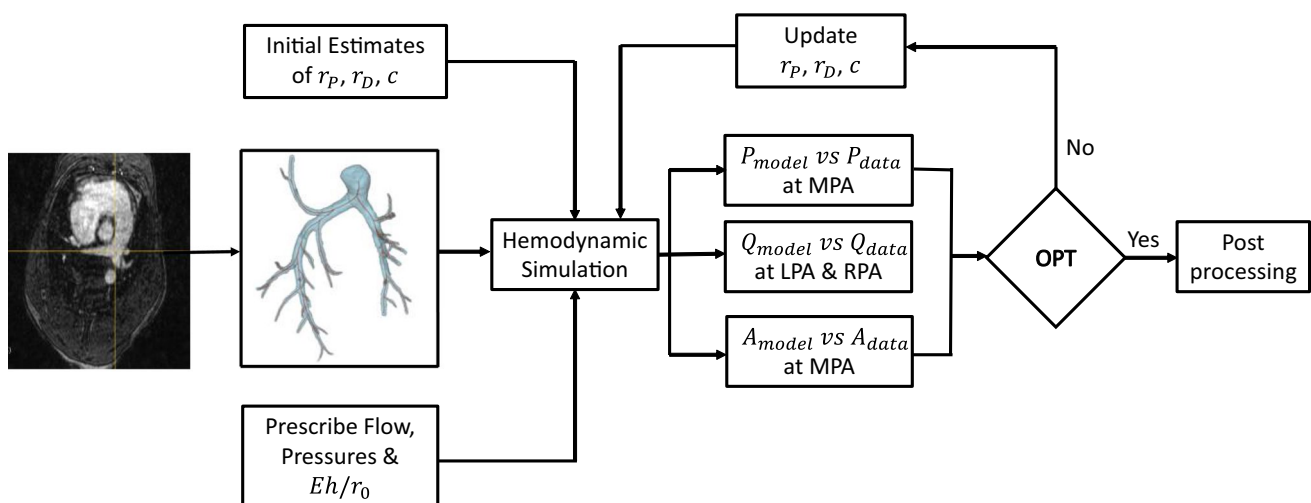 Initial Estimates
of r_P, r_D, c
Update
r_P, r_D, c
P_model vs P_data
at MPA
No
Hemodynamic
Simulation
Q_model vs Q_data
at LPA & RPA
OPT
Yes
Post
processing
A_model vs A_data
at MPA
Prescribe Flow,
Pressures &
Eh/r_0